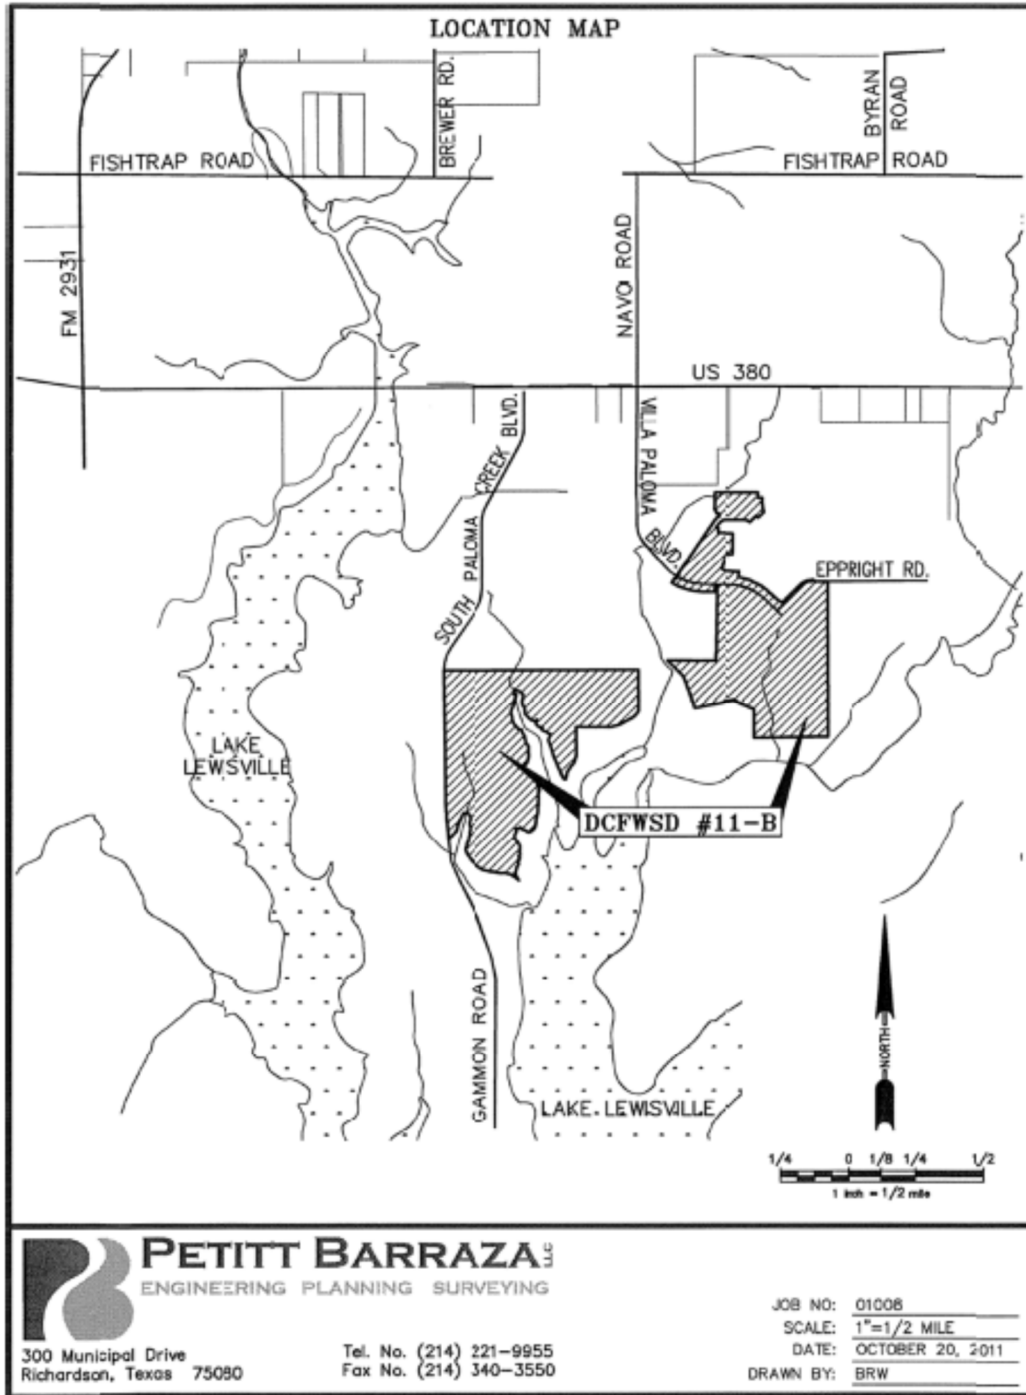 LOCATION MAP
BREWER RD.
BYRAN
ROAD
FISHTRAP ROAD
FISHTRAP ROAD
FM 2931
NAVO ROAD
US 380
SOUTH PALOMA CREEK BLVD.
VILLA PALOMA BLVD.
EPPRIGHT RD.
LAKE
LEWSVILLE
DCFWSD #11-B
GAMMON ROAD
LAKE LEWISVILLE
NORTH
1/4 0 1/8 1/4 1/2
1 inch = 1/2 mile
PETITT BARRAZA LLC
ENGINEERING PLANNING SURVEYING
300 Municipal Drive
Richardson, Texas 75080
Tel. No. (214) 221-9955
Fax No. (214) 340-3550
JOB NO: 01008
SCALE: 1"=1/2 MILE
DATE: OCTOBER 20, 2011
DRAWN BY: BRW